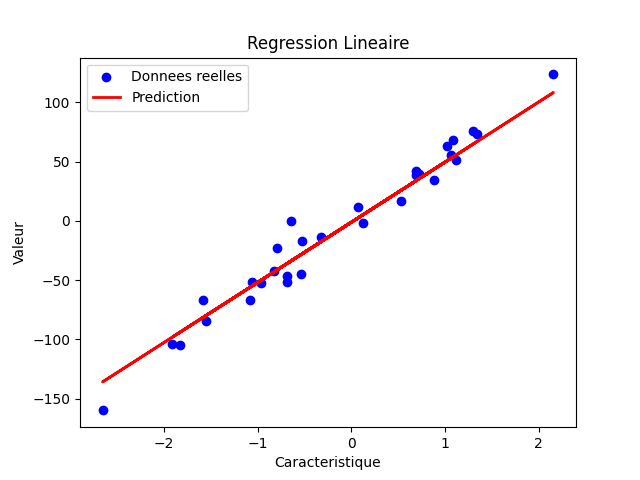 Regression Lineaire
Donnees reelles
Prediction
100
50
0
−50
−100
−150
Valeur
−2
−1
0
1
2
Caracteristique